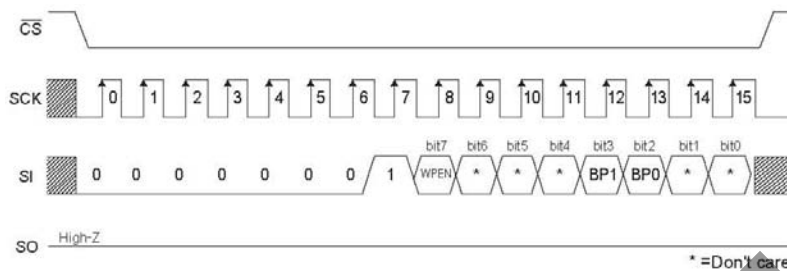 CS
SCK 0 1 2 3 4 5 6 7 8 9 10 11 12 13 14 15
bit7 bit6 bit5 bit4 bit3 bit2 bit1 bit0
SI 0 0 0 0 0 0 0 1 WPEN * * * BP1 BP0 * *
High-Z
SO
* =Don't care